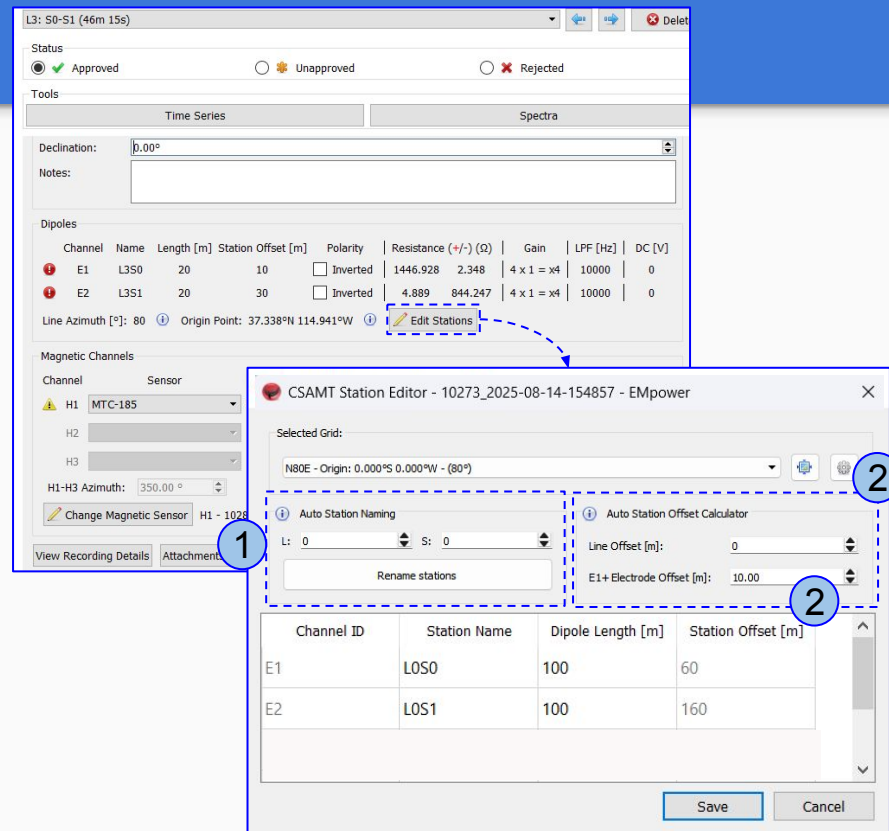 L3: S0-S1 (46m 15s)
Delet
Status
Approved Unapproved Rejected
Tools
Time Series Spectra
Declination: 0.00°
Notes:
Dipoles
Channel Name Length [m] Station Offset [m] Polarity Resistance (+/-) (Ω) Gain LPF [Hz] DC [V]
E1 L3S0 20 10 Inverted 1446.928 2.348 4 x 1 = x4 10000 0
E2 L3S1 20 30 Inverted 4.889 844.247 4 x 1 = x4 10000 0
Line Azimuth [°]: 80 Origin Point: 37.338°N 114.941°W Edit Stations
Magnetic Channels
Channel Sensor
H1 MTC-185
H2
H3
H1-H3 Azimuth: 350.00 °
Change Magnetic Sensor H1 - 1028
View Recording Details Attachment
CSAMT Station Editor - 10273_2025-08-14-154857 - EMpower
Selected Grid:
N80E - Origin: 0.000°S 0.000°W - (80°)
2
1
Auto Station Naming
L: 0 S: 0
Rename stations
Auto Station Offset Calculator
Line Offset [m]: 0
E1+ Electrode Offset [m]: 10.00
2
Channel ID Station Name Dipole Length [m] Station Offset [m]
E1 L0S0 100 60
E2 L0S1 100 160
Save Cancel